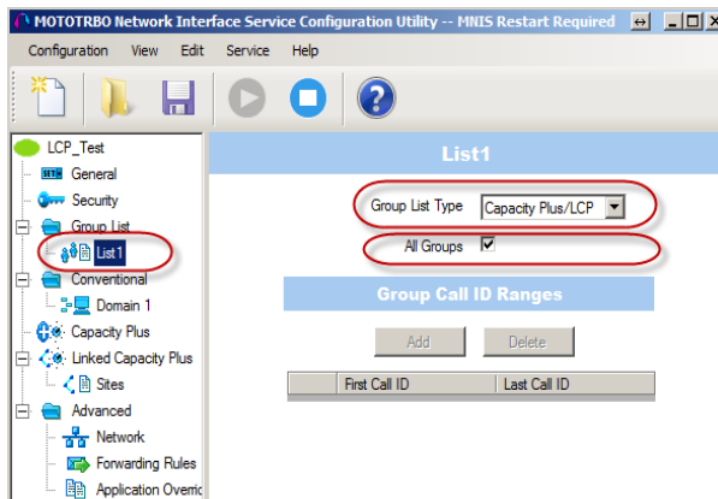 MOTOTRBO Network Interface Service Configuration Utility -- MNIS Restart Required
Configuration View Edit Service Help
LCP_Test
General
Security
Group List
List1
Conventional
Domain 1
Capacity Plus
Linked Capacity Plus
Sites
Advanced
Network
Forwarding Rules
Application Overric
List1
Group List Type Capacity Plus/LCP
All Groups
Group Call ID Ranges
Add Delete
First Call ID Last Call ID